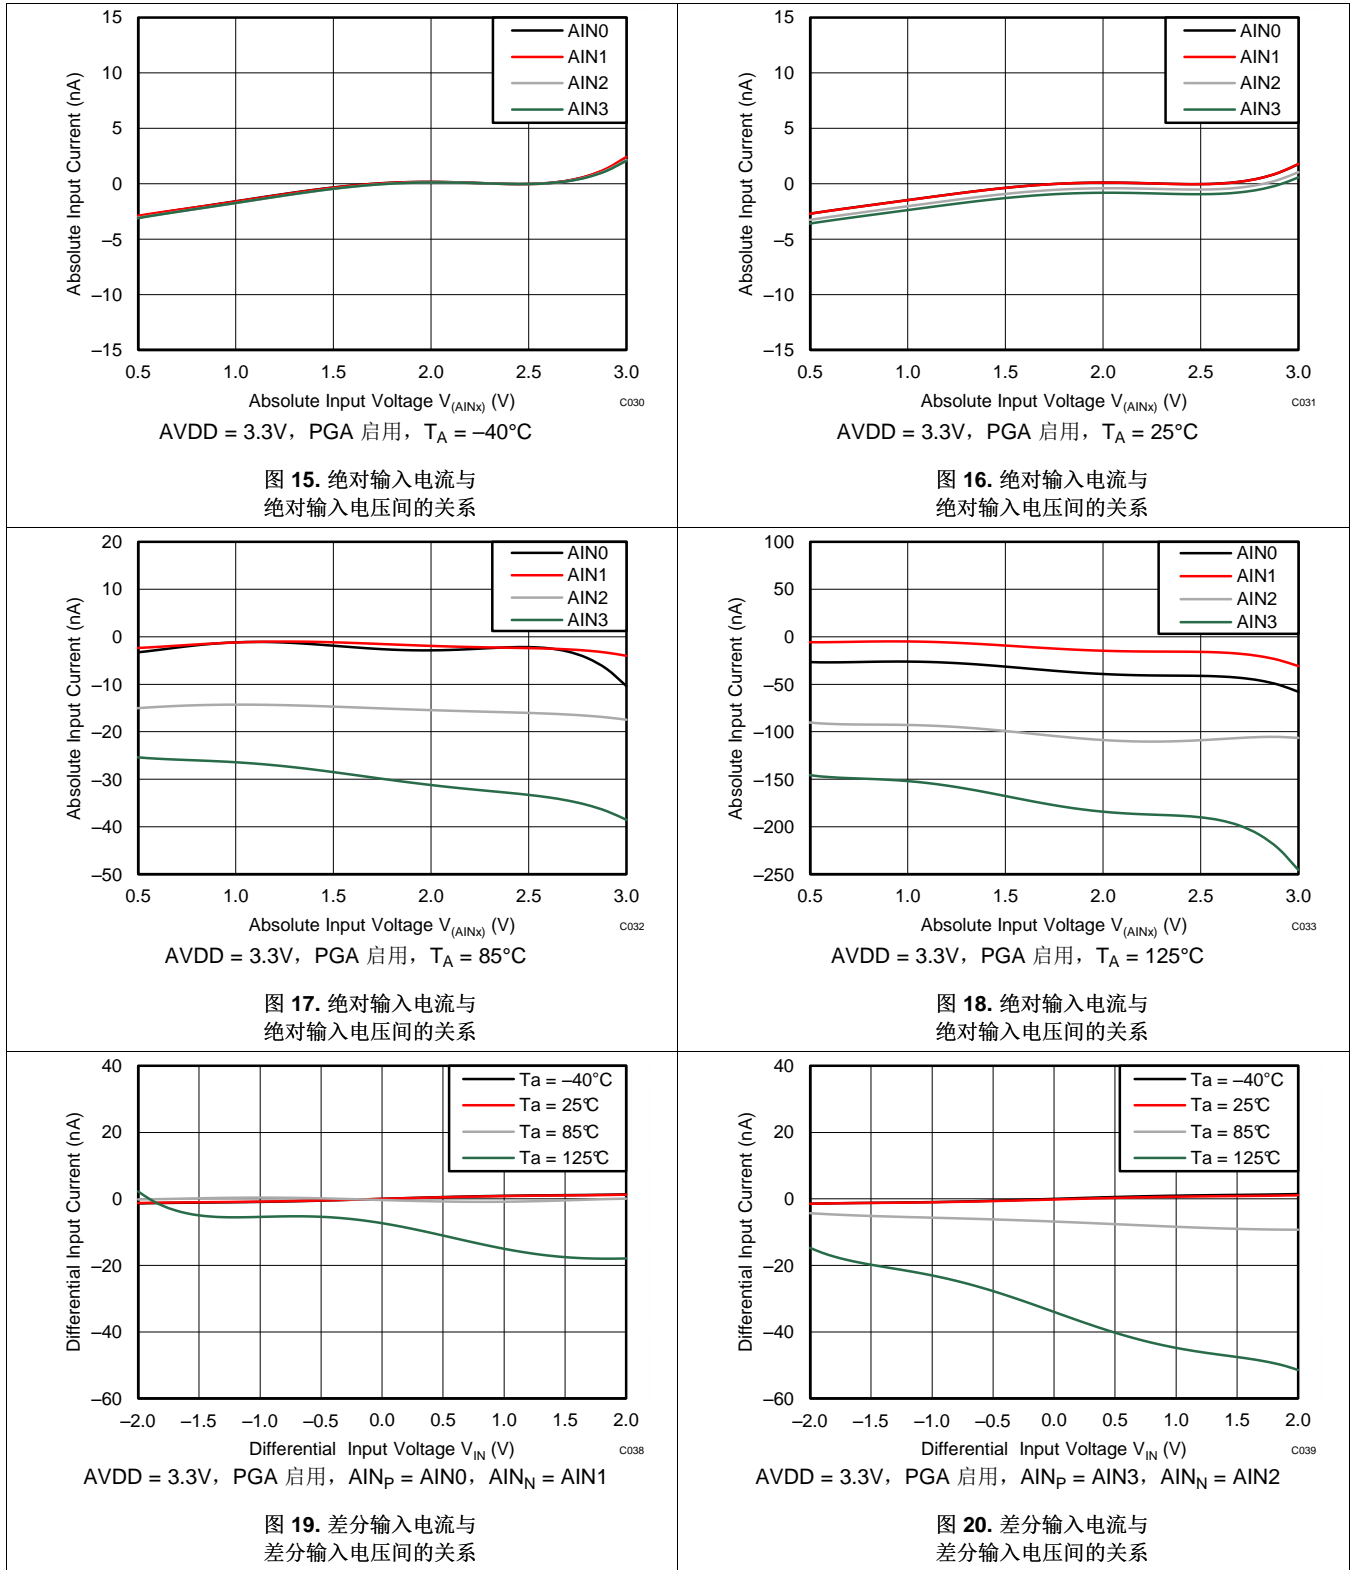 15
10
5
0
–5
–10
–15
Absolute Input Current (nA)
AIN0
AIN1
AIN2
AIN3
0.5 1.0 1.5 2.0 2.5 3.0
Absolute Input Voltage V(AINx) (V)
C030
AVDD = 3.3V，PGA 启用，TA = –40°C
图 15. 绝对输入电流与
绝对输入电压间的关系
15
10
5
0
–5
–10
–15
Absolute Input Current (nA)
AIN0
AIN1
AIN2
AIN3
0.5 1.0 1.5 2.0 2.5 3.0
Absolute Input Voltage V(AINx) (V)
C031
AVDD = 3.3V，PGA 启用，TA = 25°C
图 16. 绝对输入电流与
绝对输入电压间的关系
20
10
0
–10
–20
–30
–40
–50
Absolute Input Current (nA)
AIN0
AIN1
AIN2
AIN3
0.5 1.0 1.5 2.0 2.5 3.0
Absolute Input Voltage V(AINx) (V)
C032
AVDD = 3.3V，PGA 启用，TA = 85°C
图 17. 绝对输入电流与
绝对输入电压间的关系
100
50
0
–50
–100
–150
–200
–250
Absolute Input Current (nA)
AIN0
AIN1
AIN2
AIN3
0.5 1.0 1.5 2.0 2.5 3.0
Absolute Input Voltage V(AINx) (V)
C033
AVDD = 3.3V，PGA 启用，TA = 125°C
图 18. 绝对输入电流与
绝对输入电压间的关系
40
20
0
–20
–40
–60
Differential Input Current (nA)
Ta = –40°C
Ta = 25°C
Ta = 85°C
Ta = 125°C
–2.0 –1.5 –1.0 –0.5 0.0 0.5 1.0 1.5 2.0
Differential Input Voltage VIN (V)
C038
AVDD = 3.3V，PGA 启用，AINP = AIN0，AINN = AIN1
图 19. 差分输入电流与
差分输入电压间的关系
40
20
0
–20
–40
–60
Differential Input Current (nA)
Ta = –40°C
Ta = 25°C
Ta = 85°C
Ta = 125°C
–2.0 –1.5 –1.0 –0.5 0.0 0.5 1.0 1.5 2.0
Differential Input Voltage VIN (V)
C039
AVDD = 3.3V，PGA 启用，AINP = AIN3，AINN = AIN2
图 20. 差分输入电流与
差分输入电压间的关系